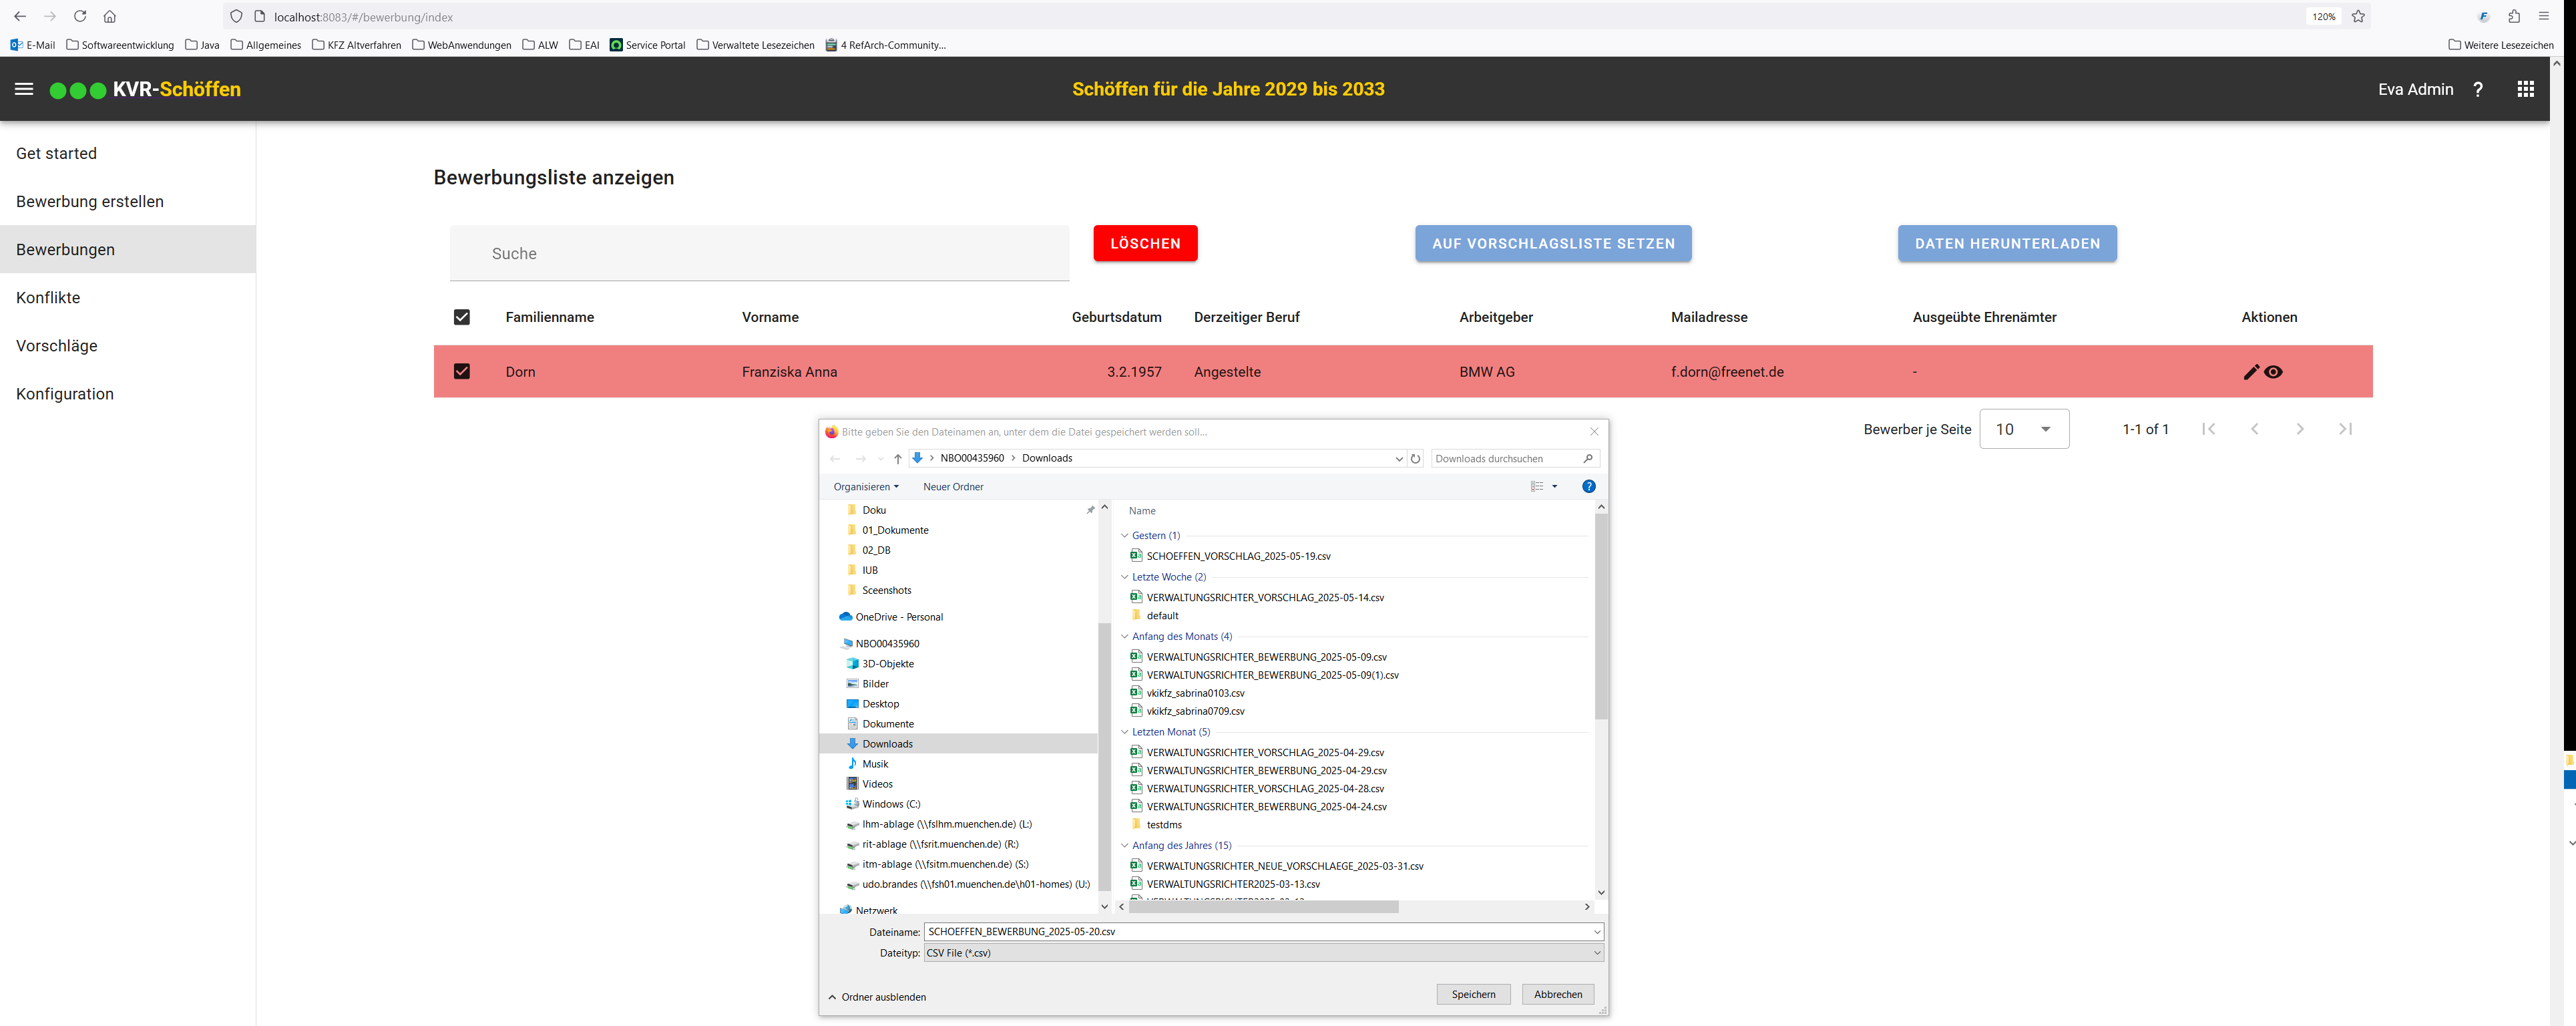 localhost:8083/#/bewerbung/index
120%
E-Mail Softwareentwicklung Java Allgemeines KFZ Altverfahren WebAnwendungen ALW EAI Service Portal Verwaltete Lesezeichen 4 RefArch-Community... Weitere Lesezeichen
KVR-Schöffen
Schöffen für die Jahre 2029 bis 2033
Eva Admin ?
Get started
Bewerbung erstellen
Bewerbungen
Konflikte
Vorschläge
Konfiguration
Bewerbungsliste anzeigen
Suche
LÖSCHEN
AUF VORSCHLAGSLISTE SETZEN
DATEN HERUNTERLADEN
Familienname Vorname Geburtsdatum Derzeitiger Beruf Arbeitgeber Mailadresse Ausgeübte Ehrenämter Aktionen
Dorn Franziska Anna 3.2.1957 Angestelte BMW AG f.dorn@freenet.de -
Bewerber je Seite 10 1-1 of 1
Bitte geben Sie den Dateinamen an, unter dem die Datei gespeichert werden soll...
NBO00435960 > Downloads
Downloads durchsuchen
Organisieren Neuer Ordner
Doku
01_Dokumente
02_DB
IUB
Sceenshots
OneDrive - Personal
NBO00435960
3D-Objekte
Bilder
Desktop
Dokumente
Downloads
Musik
Videos
Windows (C:)
lhm-ablage (\\fslhm.muenchen.de) (L:)
rit-ablage (\\fsrit.muenchen.de) (R:)
itm-ablage (\\fsitm.muenchen.de) (S:)
udo.brandes (\\fsh01.muenchen.de\h01-homes) (U:)
Netzwerk
Name
Gestern (1)
SCHOEFFEN_VORSCHLAG_2025-05-19.csv
Letzte Woche (2)
VERWALTUNGSRICHTER_VORSCHLAG_2025-05-14.csv
default
Anfang des Monats (4)
VERWALTUNGSRICHTER_BEWERBUNG_2025-05-09.csv
VERWALTUNGSRICHTER_BEWERBUNG_2025-05-09(1).csv
vkikfz_sabrina0103.csv
vkikfz_sabrina0709.csv
Letzten Monat (5)
VERWALTUNGSRICHTER_VORSCHLAG_2025-04-29.csv
VERWALTUNGSRICHTER_BEWERBUNG_2025-04-29.csv
VERWALTUNGSRICHTER_VORSCHLAG_2025-04-28.csv
VERWALTUNGSRICHTER_BEWERBUNG_2025-04-24.csv
testdms
Anfang des Jahres (15)
VERWALTUNGSRICHTER_NEUE_VORSCHLAEGE_2025-03-31.csv
VERWALTUNGSRICHTER2025-03-13.csv
Dateiname: SCHOEFFEN_BEWERBUNG_2025-05-20.csv
Dateityp: CSV File (*.csv)
Ordner ausblenden
Speichern
Abbrechen